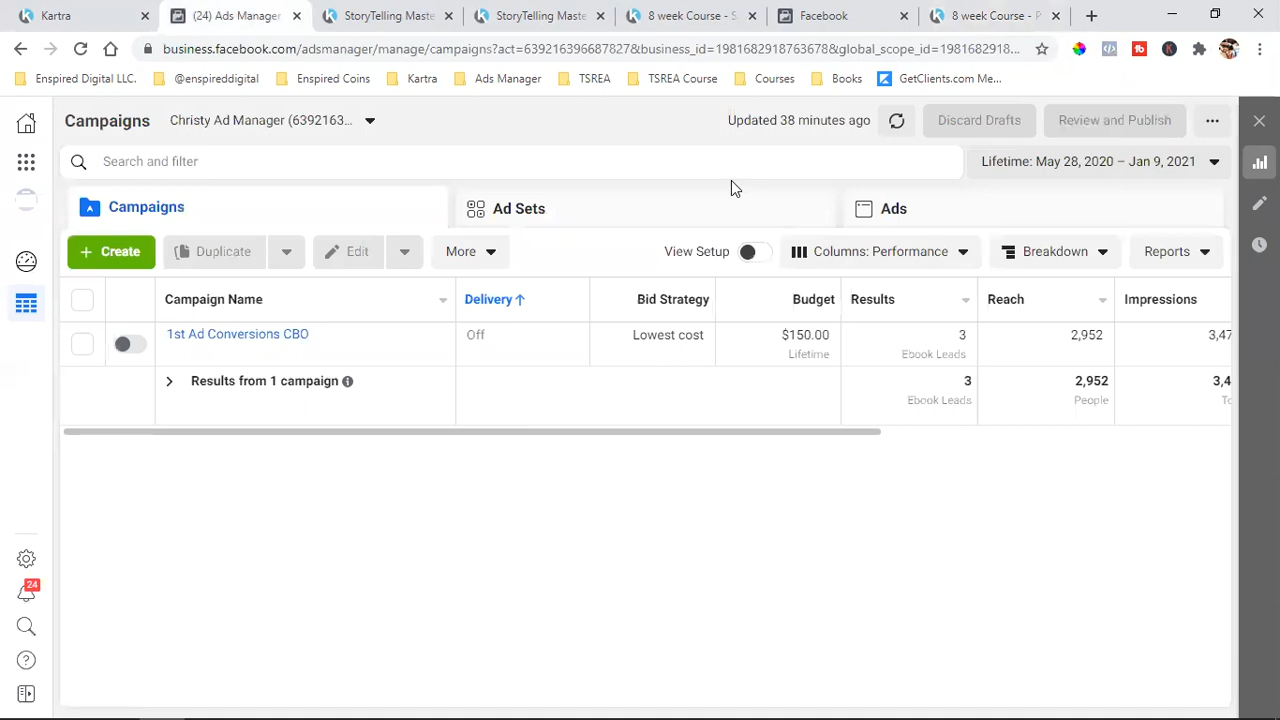 Kartra
(24) Ads Manager
StoryTelling Maste
StoryTelling Maste
8 week Course - S
Facebook
8 week Course - P
business.facebook.com/adsmanager/manage/campaigns?act=639216396687827&business_id=1981682918763678&global_scope_id=1981682918...
Enspired Digital LLC.
@enspireddigital
Enspired Coins
Kartra
Ads Manager
TSREA
TSREA Course
Courses
Books
GetClients.com Me...
Campaigns
Christy Ad Manager (6392163...
Updated 38 minutes ago
Discard Drafts
Review and Publish
Search and filter
Lifetime: May 28, 2020 – Jan 9, 2021
Campaigns
Ad Sets
Ads
+ Create
Duplicate
Edit
More
View Setup
Columns: Performance
Breakdown
Reports
Campaign Name
Delivery ↑
Bid Strategy
Budget
Results
Reach
Impressions
1st Ad Conversions CBO
Off
Lowest cost
$150.00
Lifetime
3
Ebook Leads
2,952
3,47
Results from 1 campaign
3
Ebook Leads
2,952
People
3,4
To
24